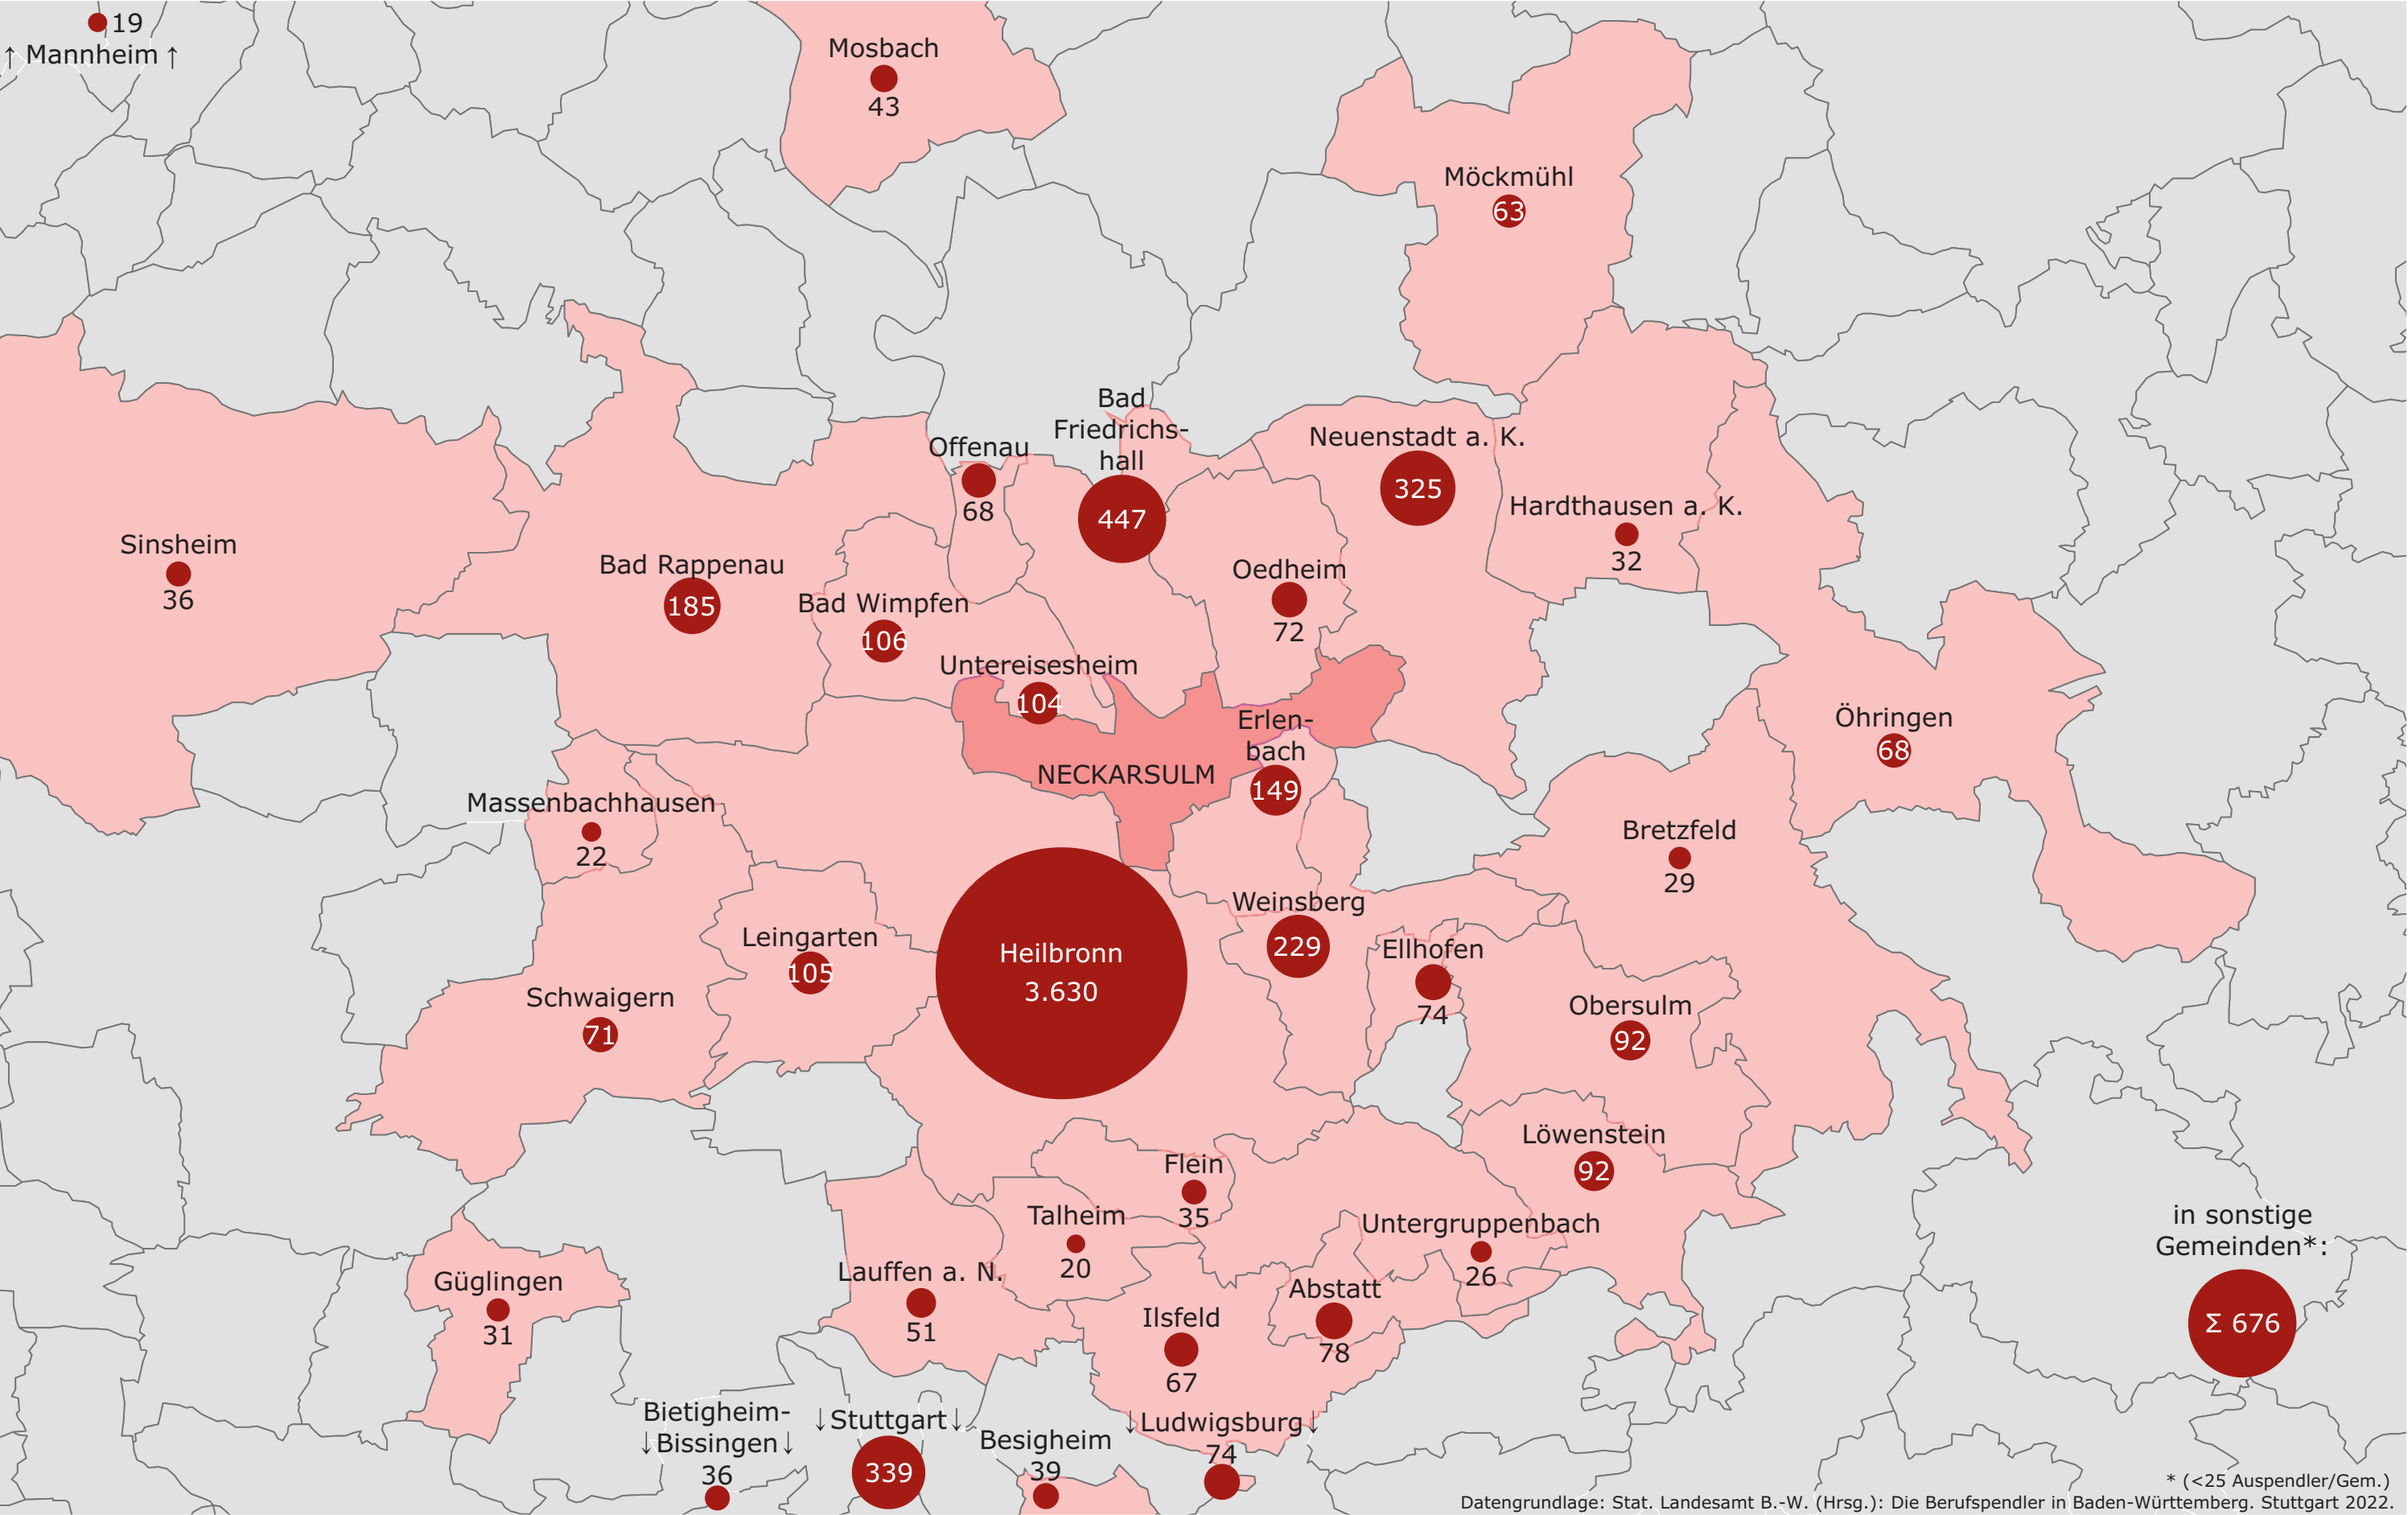 19
↑ Mannheim ↑
Mosbach
43
Möckmühl
63
Bad
Friedrichs-
hall
447
Offenau
68
Neuenstadt a. K.
325
Hardthausen a. K.
32
Sinsheim
36
Bad Rappenau
185
Bad Wimpfen
106
Oedheim
72
Untereisesheim
104
Erlen-
bach
149
NECKARSULM
Öhringen
68
Massenbachhausen
22
Bretzfeld
29
Leingarten
105
Heilbronn
3.630
Weinsberg
229
Ellhofen
74
Schwaigern
71
Obersulm
92
Löwenstein
92
Flein
35
Talheim
20
Untergruppenbach
26
in sonstige
Gemeinden*:
Σ 676
Güglingen
31
Lauffen a. N.
51
Abstatt
78
Ilsfeld
67
Bietigheim-
↓Bissingen↓
36
↓Stuttgart↓
339
Besigheim
39
↓Ludwigsburg↓
74
* (<25 Auspendler/Gem.)
Datengrundlage: Stat. Landesamt B.-W. (Hrsg.): Die Berufspendler in Baden-Württemberg. Stuttgart 2022.